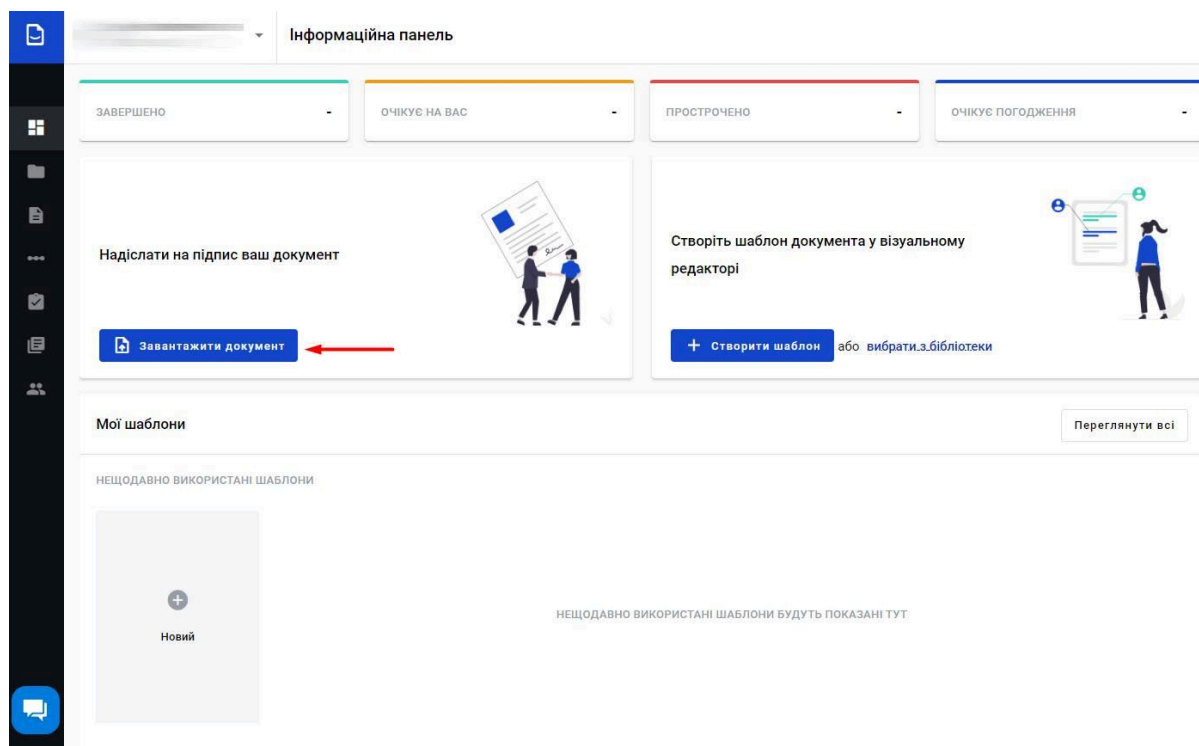 Інформаційна панель
ЗАВЕРШЕНО -
ОЧІКУЄ НА ВАС -
ПРОСТРОЧЕНО -
ОЧІКУЄ ПОГОДЖЕННЯ -
Надіслати на підпис ваш документ
Завантажити документ
Створіть шаблон документа у візуальному
редакторі
+ Створити шаблон або вибрати з бібліотеки
Мої шаблони
Переглянути всі
НЕЩОДАВНО ВИКОРИСТАНІ ШАБЛОНИ
Новий
НЕЩОДАВНО ВИКОРИСТАНІ ШАБЛОНИ БУДУТЬ ПОКАЗАНІ ТУТ